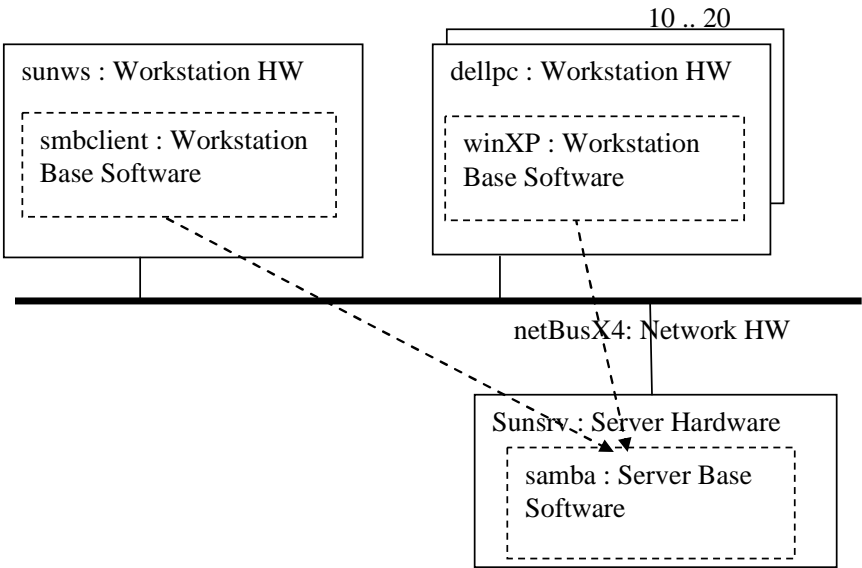 10 .. 20
sunws : Workstation HW
smbclient : Workstation
Base Software
dellpc : Workstation HW
winXP : Workstation
Base Software
netBusX4: Network HW
Sunsrv : Server Hardware
samba : Server Base
Software